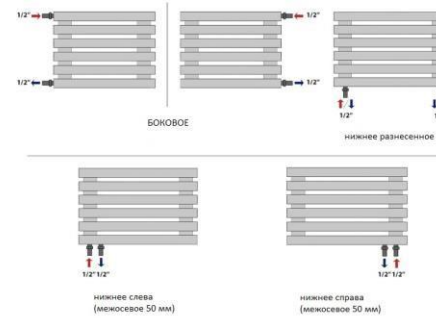 1/2" 1/2"
1/2" 1/2"
1/2"
БОКОВОЕ
нижнее разнесенное
1/2" 1/2"
1/2" 1/2"
нижнее слева
(межосевое 50 мм)
нижнее справа
(межосевое 50 мм)